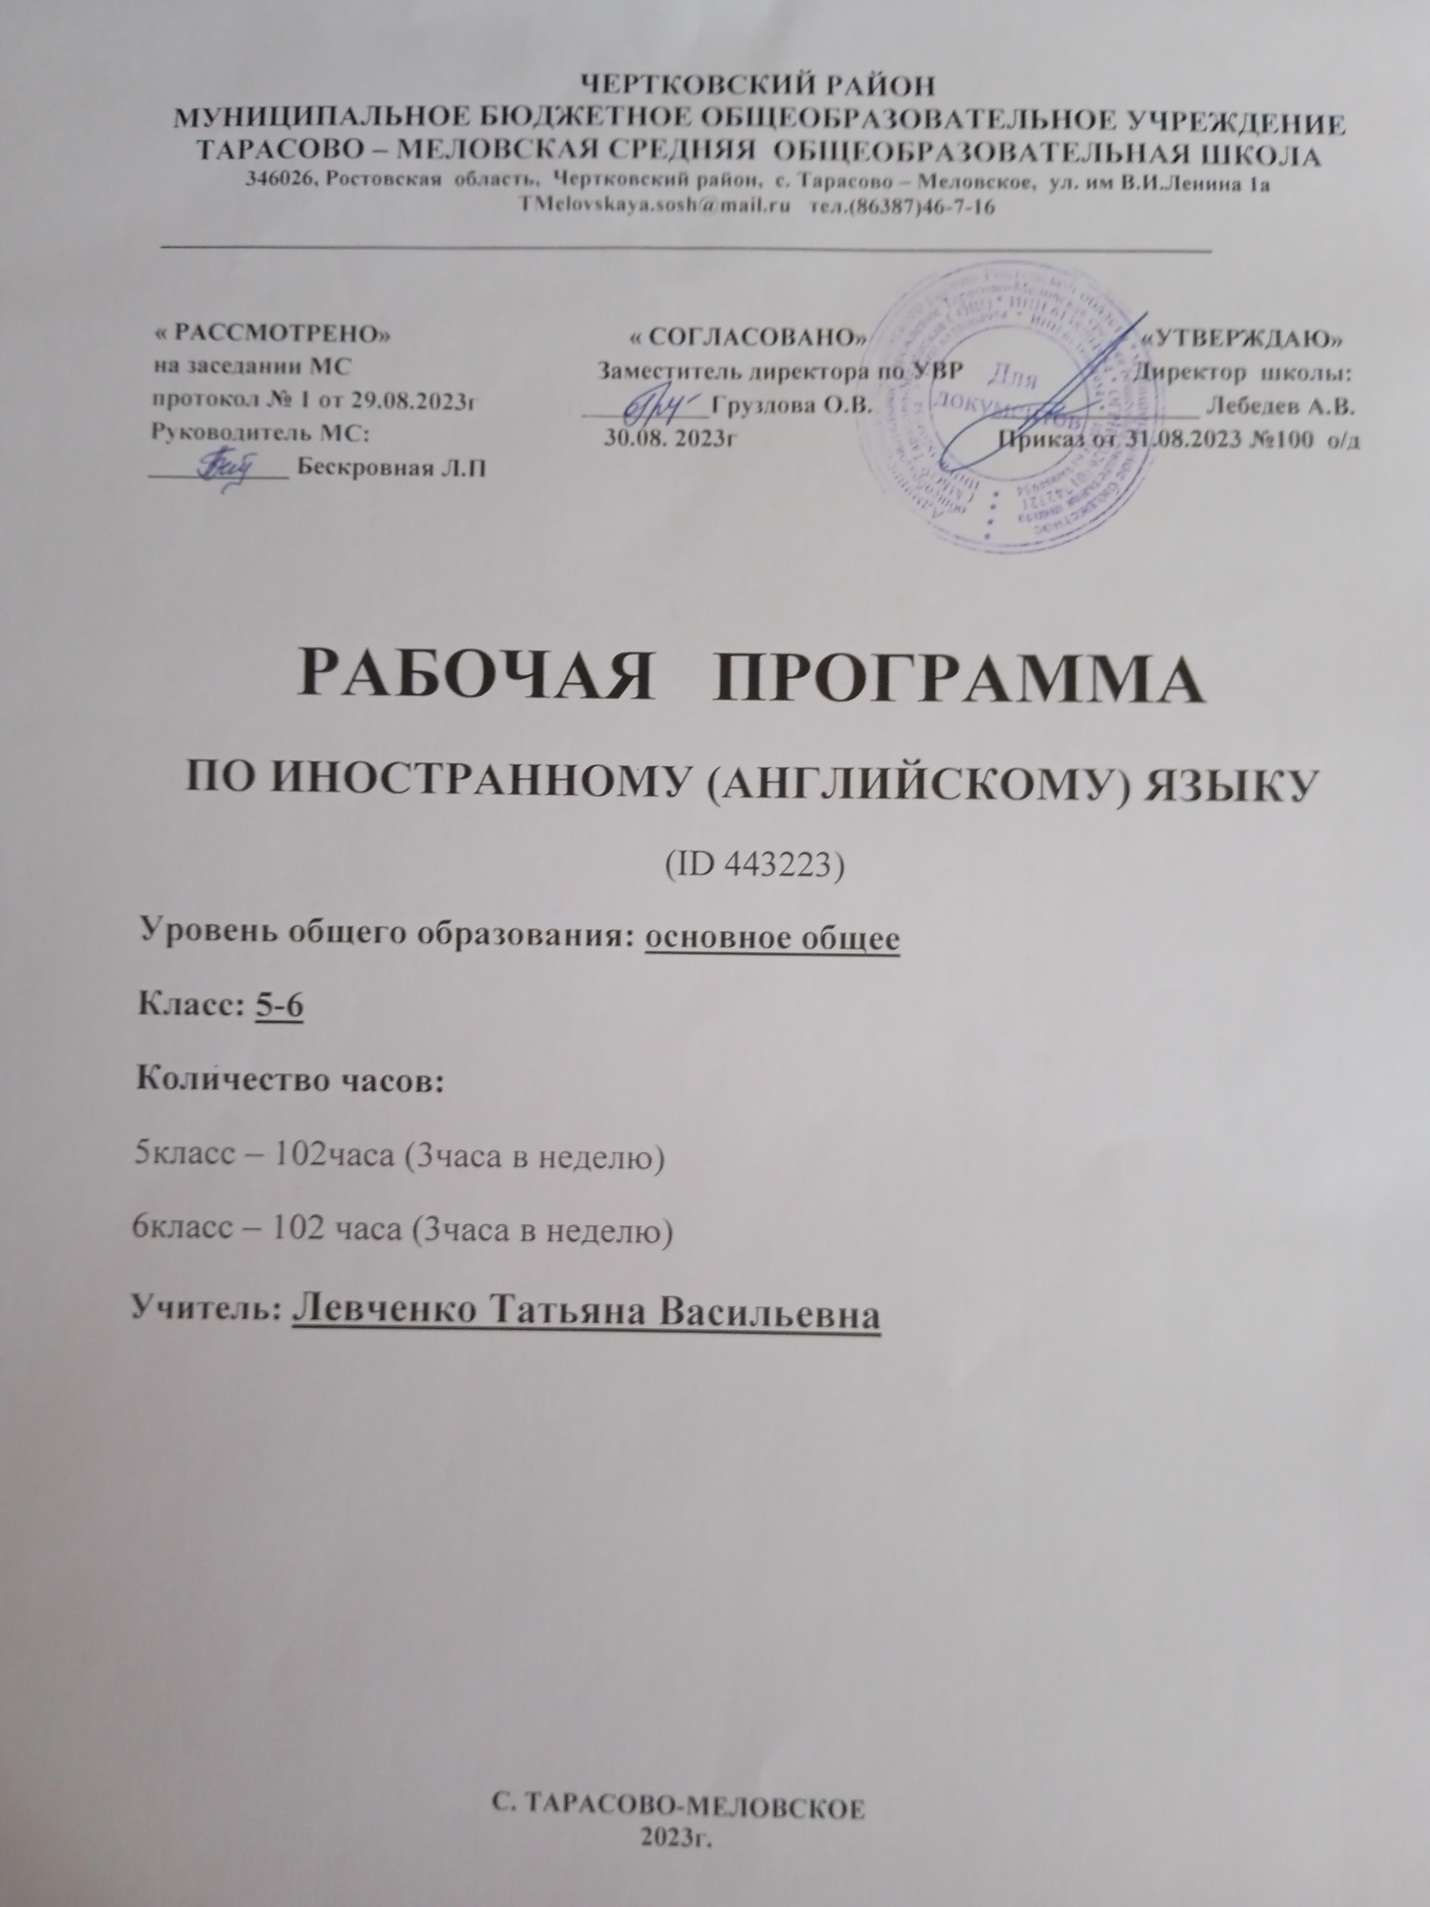 ЧЕРТКОВСКИЙ РАЙОН
МУНИЦИПАЛЬНОЕ БЮДЖЕТНОЕ ОБЩЕОБРАЗОВАТЕЛЬНОЕ УЧРЕЖДЕНИЕ
ТАРАСОВО – МЕЛОВСКАЯ СРЕДНЯЯ ОБЩЕОБРАЗОВАТЕЛЬНАЯ ШКОЛА
346026, Ростовская область, Чертковский район, с. Тарасово – Меловское, ул. им В.И.Ленина 1а
TMelovskaya.sosh@mail.ru тел.(86387)46-7-16
« РАССМОТРЕНО»
на заседании МС
протокол № 1 от 29.08.2023г
Руководитель МС:
Бескровная Л.П
« СОГЛАСОВАНО»
Заместитель директора по УВР
Груздова О.В.
30.08. 2023г
«УТВЕРЖДАЮ»
Директор школы:
Лебедев А.В.
Приказ от 31.08.2023 №100 о/д
Для
документов
РАБОЧАЯ ПРОГРАММА
ПО ИНОСТРАННОМУ (АНГЛИЙСКОМУ) ЯЗЫКУ
(ID 443223)
Уровень общего образования: основное общее
Класс: 5-6
Количество часов:
5класс – 102часа (3часа в неделю)
6класс – 102 часа (3часа в неделю)
Учитель: Левченко Татьяна Васильевна
С. ТАРАСОВО-МЕЛОВСКОЕ
2023г.